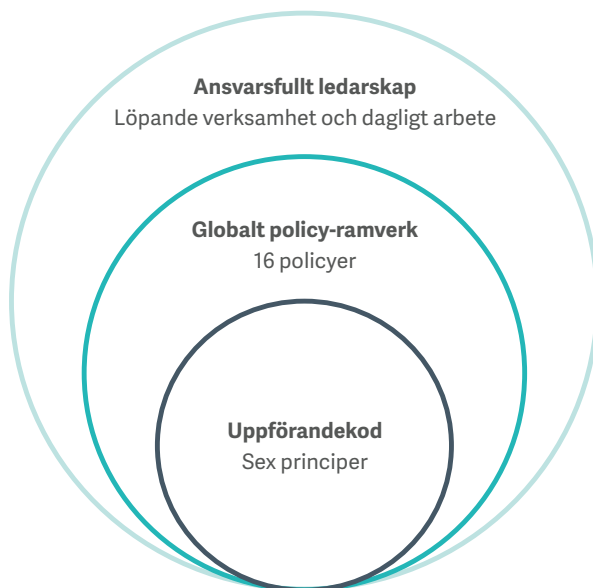 Ansvarsfullt ledarskap
Löpande verksamhet och dagligt arbete
Globalt policy-ramverk
16 policyer
Uppförandekod
Sex principer